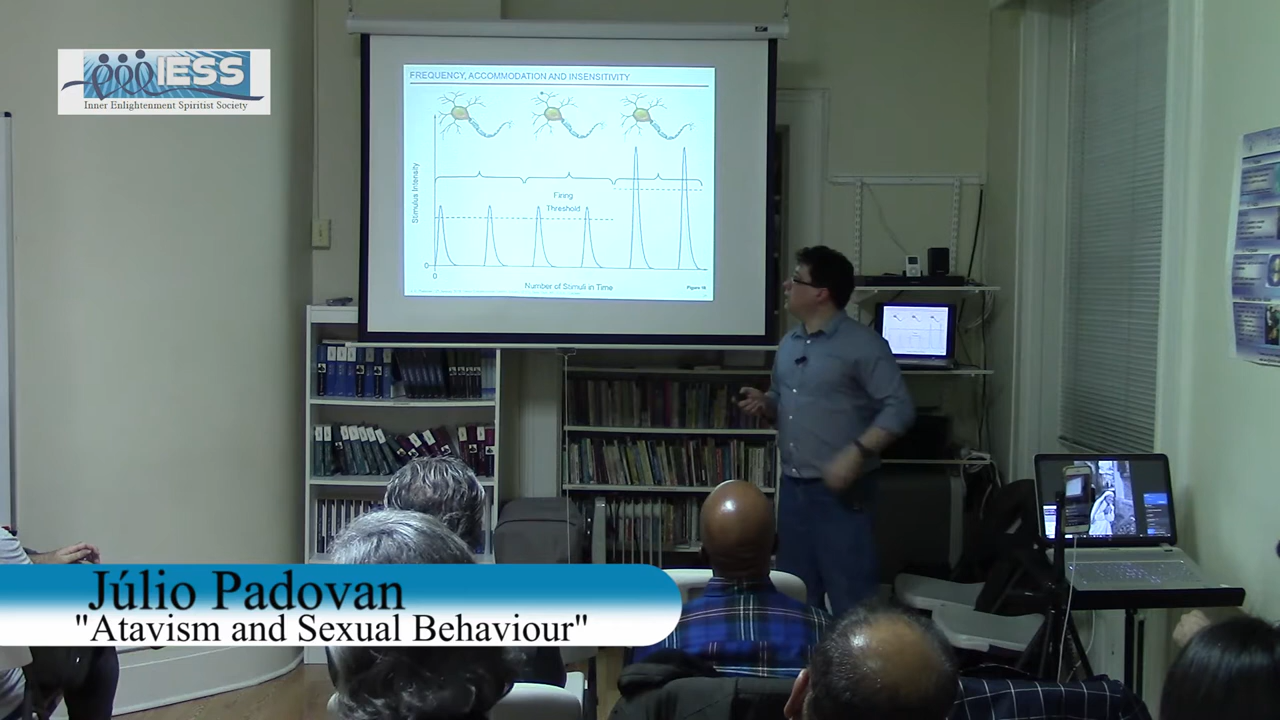 IESS
Inner Enlightenment Spiritist Society
FREQUENCY, ACCOMMODATION AND INSENSITIVITY
Stimulus Intensity
Firing
Threshold
0
0
Number of Stimuli in Time
Figure 16
Júlio Padovan
"Atavism and Sexual Behaviour"